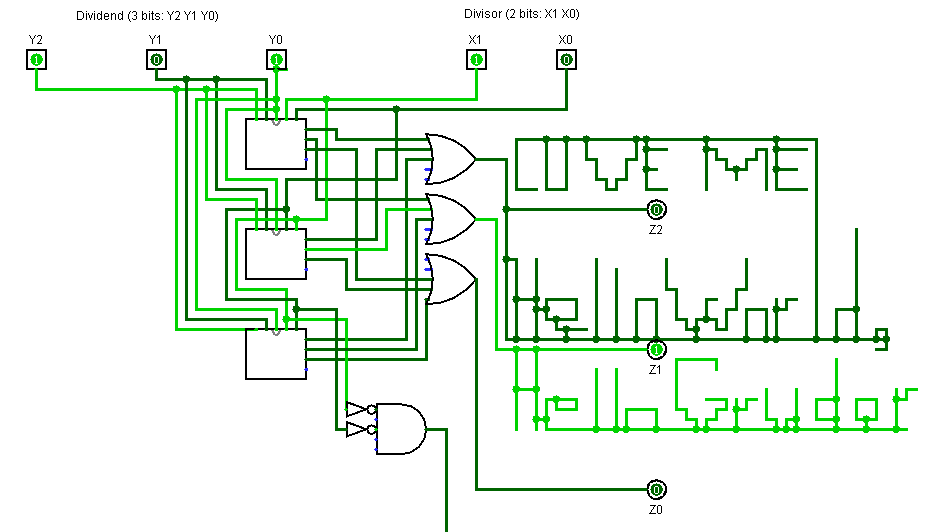 Dividend (3 bits: Y2 Y1 Y0) Divisor (2 bits: X1 X0)
Y2 Y1 Y0 X1 X0
1 0 1 1 0
LOVE ME
0
Z2
1
Z1
0
Z0